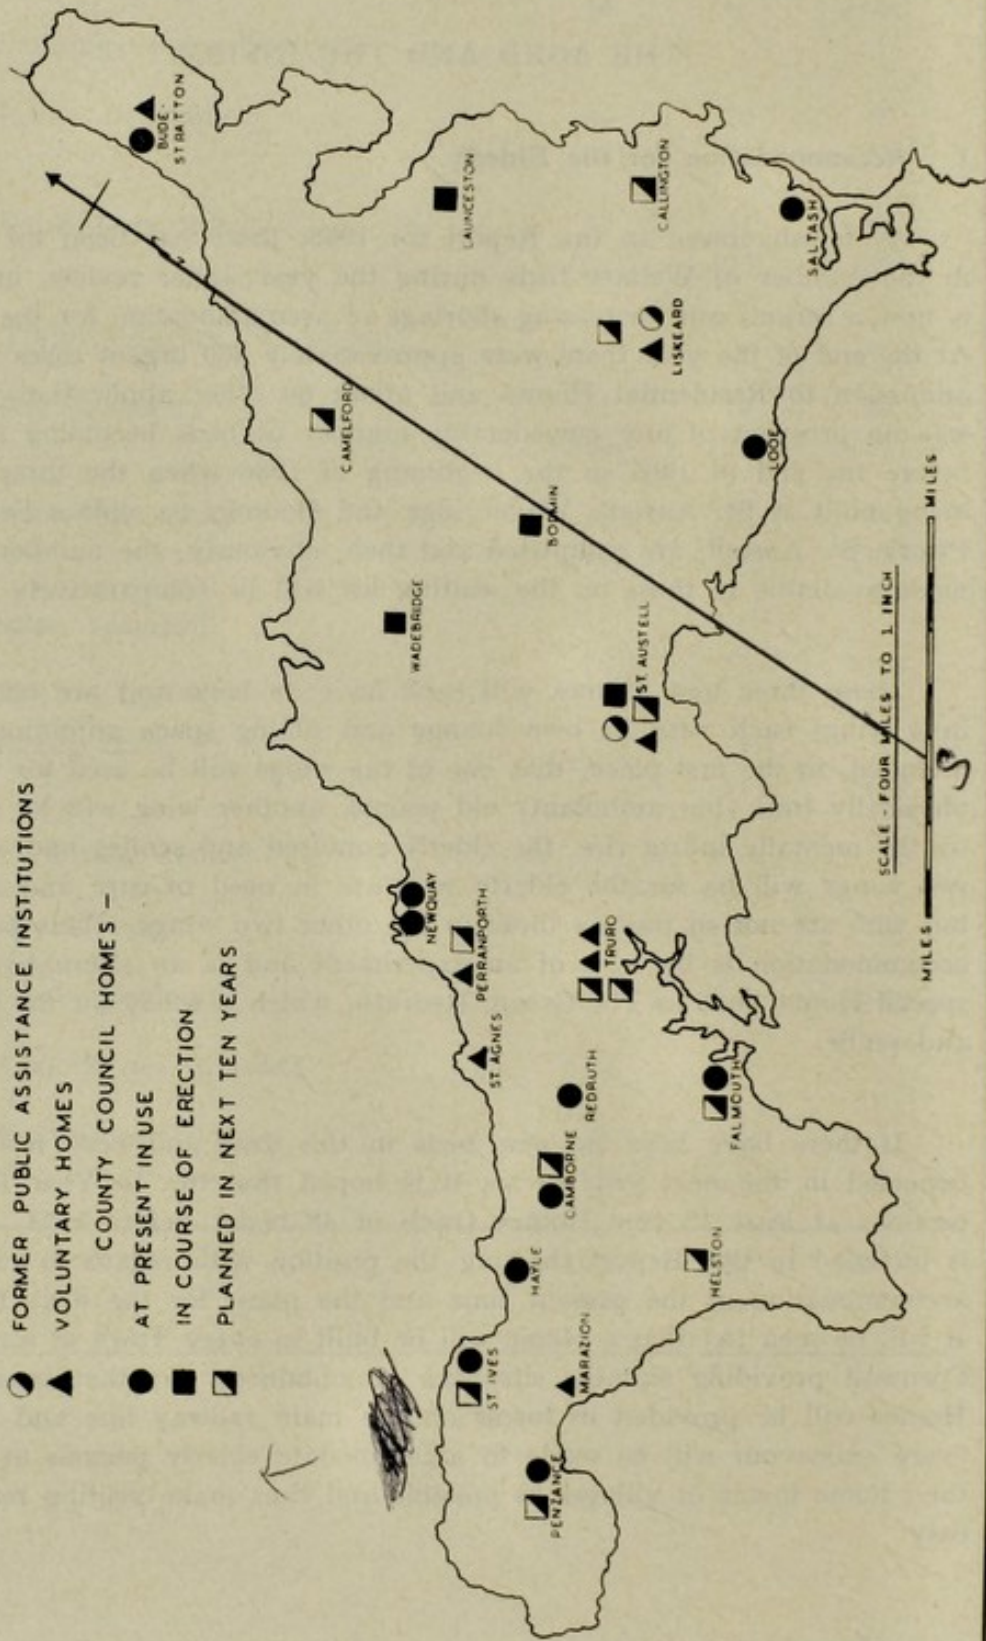 FORMER PUBLIC ASSISTANCE INSTITUTIONS
VOLUNTARY HOMES
COUNTY COUNCIL HOMES –
AT PRESENT IN USE
IN COURSE OF ERECTION
PLANNED IN NEXT TEN YEARS
BUDE-
STRATTON
LAUNCESTON
CALLINGTON
SALTASH
CAMELFORD
LISKEARD
LOOE
BODMIN
WADEBRIDGE
ST. AUSTELL
NEWQUAY
PERRANPORTH
TRURO
ST. AGNES
REDRUTH
FALMOUTH
CAMBORNE
HAYLE
HELSTON
ST. IVES
MARAZION
PENZANCE
SCALE - FOUR MILES TO 1 INCH
MILES
MILES